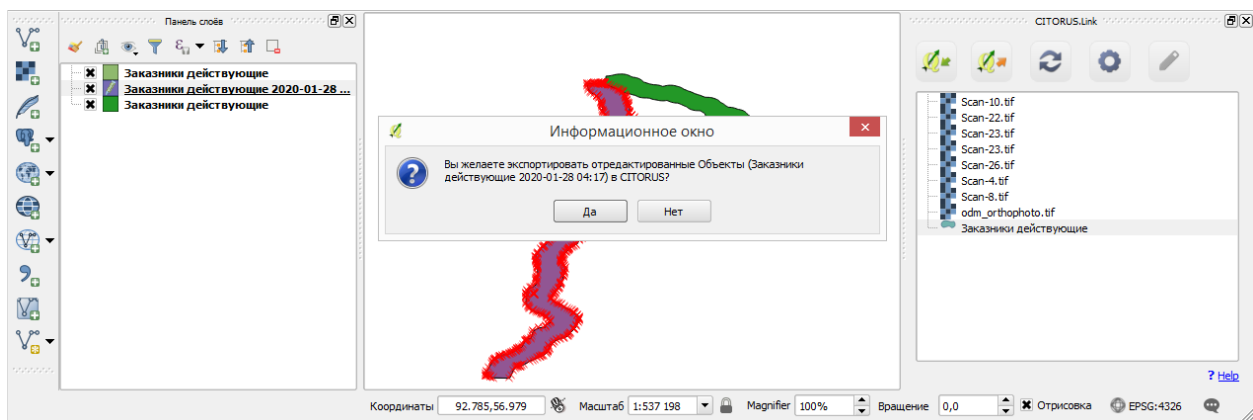 Панель слоёв
Заказники действующие
Заказники действующие 2020-01-28 ...
Заказники действующие
Информационное окно
Вы желаете экспортировать отредактированные Объекты (Заказники
действующие 2020-01-28 04:17) в CITORUS?
Да Нет
CITORUS.Link
Scan-10.tif
Scan-22.tif
Scan-23.tif
Scan-23.tif
Scan-26.tif
Scan-4.tif
Scan-8.tif
odm_orthophoto.tif
Заказники действующие
? Help
Координаты 92.785,56.979 Масштаб 1:537 198 Magnifier 100% Вращение 0,0 Отрисовка EPSG:4326